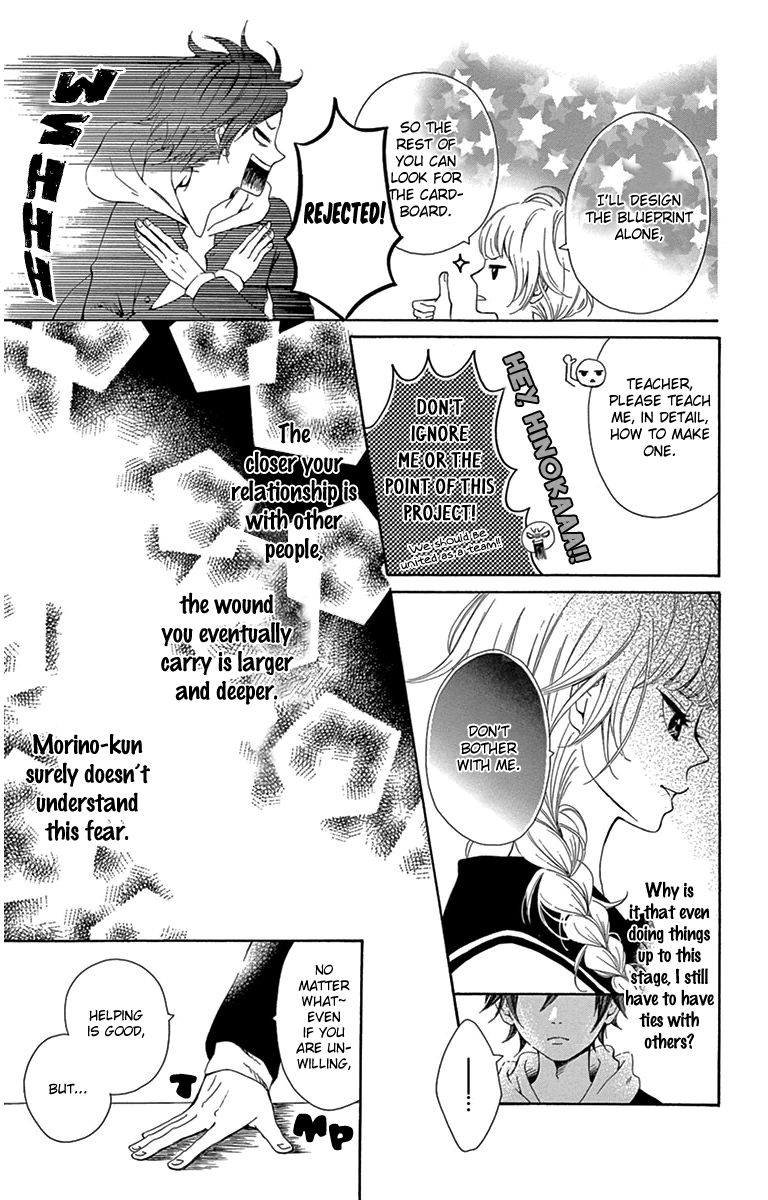 I'LL DESIGN
THE BLUEPRINT
ALONE,
SO THE
REST OF
YOU CAN
LOOK FOR
THE CARD-
BOARD.
REJECTED!
WSHHH
TEACHER,
PLEASE TEACH
ME, IN DETAIL,
HOW TO MAKE
ONE.
HEY, HINOKAAA!!
DON'T
IGNORE
ME OR THE
POINT OF THIS
PROJECT!
We should be
united as a team!!
The
closer your
relationship is
with other
people,
the wound
you eventually
carry is larger
and deeper.
Morino-kun
surely doesn't
understand
this fear.
DON'T
BOTHER
WITH ME.
Why is
it that even
doing things
up to this
stage, I still
have to have
ties with
others?
......!
NO
MATTER
WHAT~
EVEN
IF YOU
ARE UN-
WILLING,
HELPING
IS GOOD,
BUT...
TMP